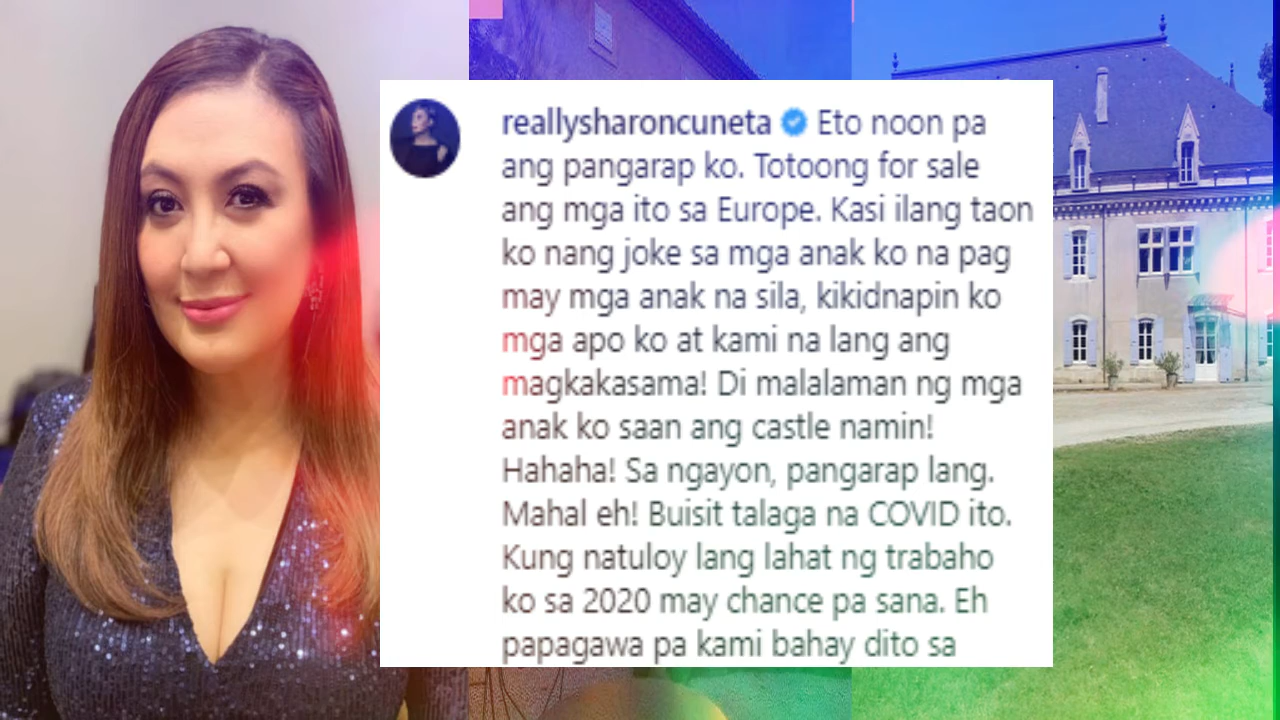 reallysharoncuneta Eto noon pa
ang pangarap ko. Totoong for sale
ang mga ito sa Europe. Kasi ilang taon
ko nang joke sa mga anak ko na pag
may mga anak na sila, kikidnapin ko
mga apo ko at kami na lang ang
magkakasama! Di malalaman ng mga
anak ko saan ang castle namin!
Hahaha! Sa ngayon, pangarap lang.
Mahal eh! Buisit talaga na COVID ito.
Kung natuloy lang lahat ng trabaho
ko sa 2020 may chance pa sana. Eh
papagawa pa kami bahay dito sa